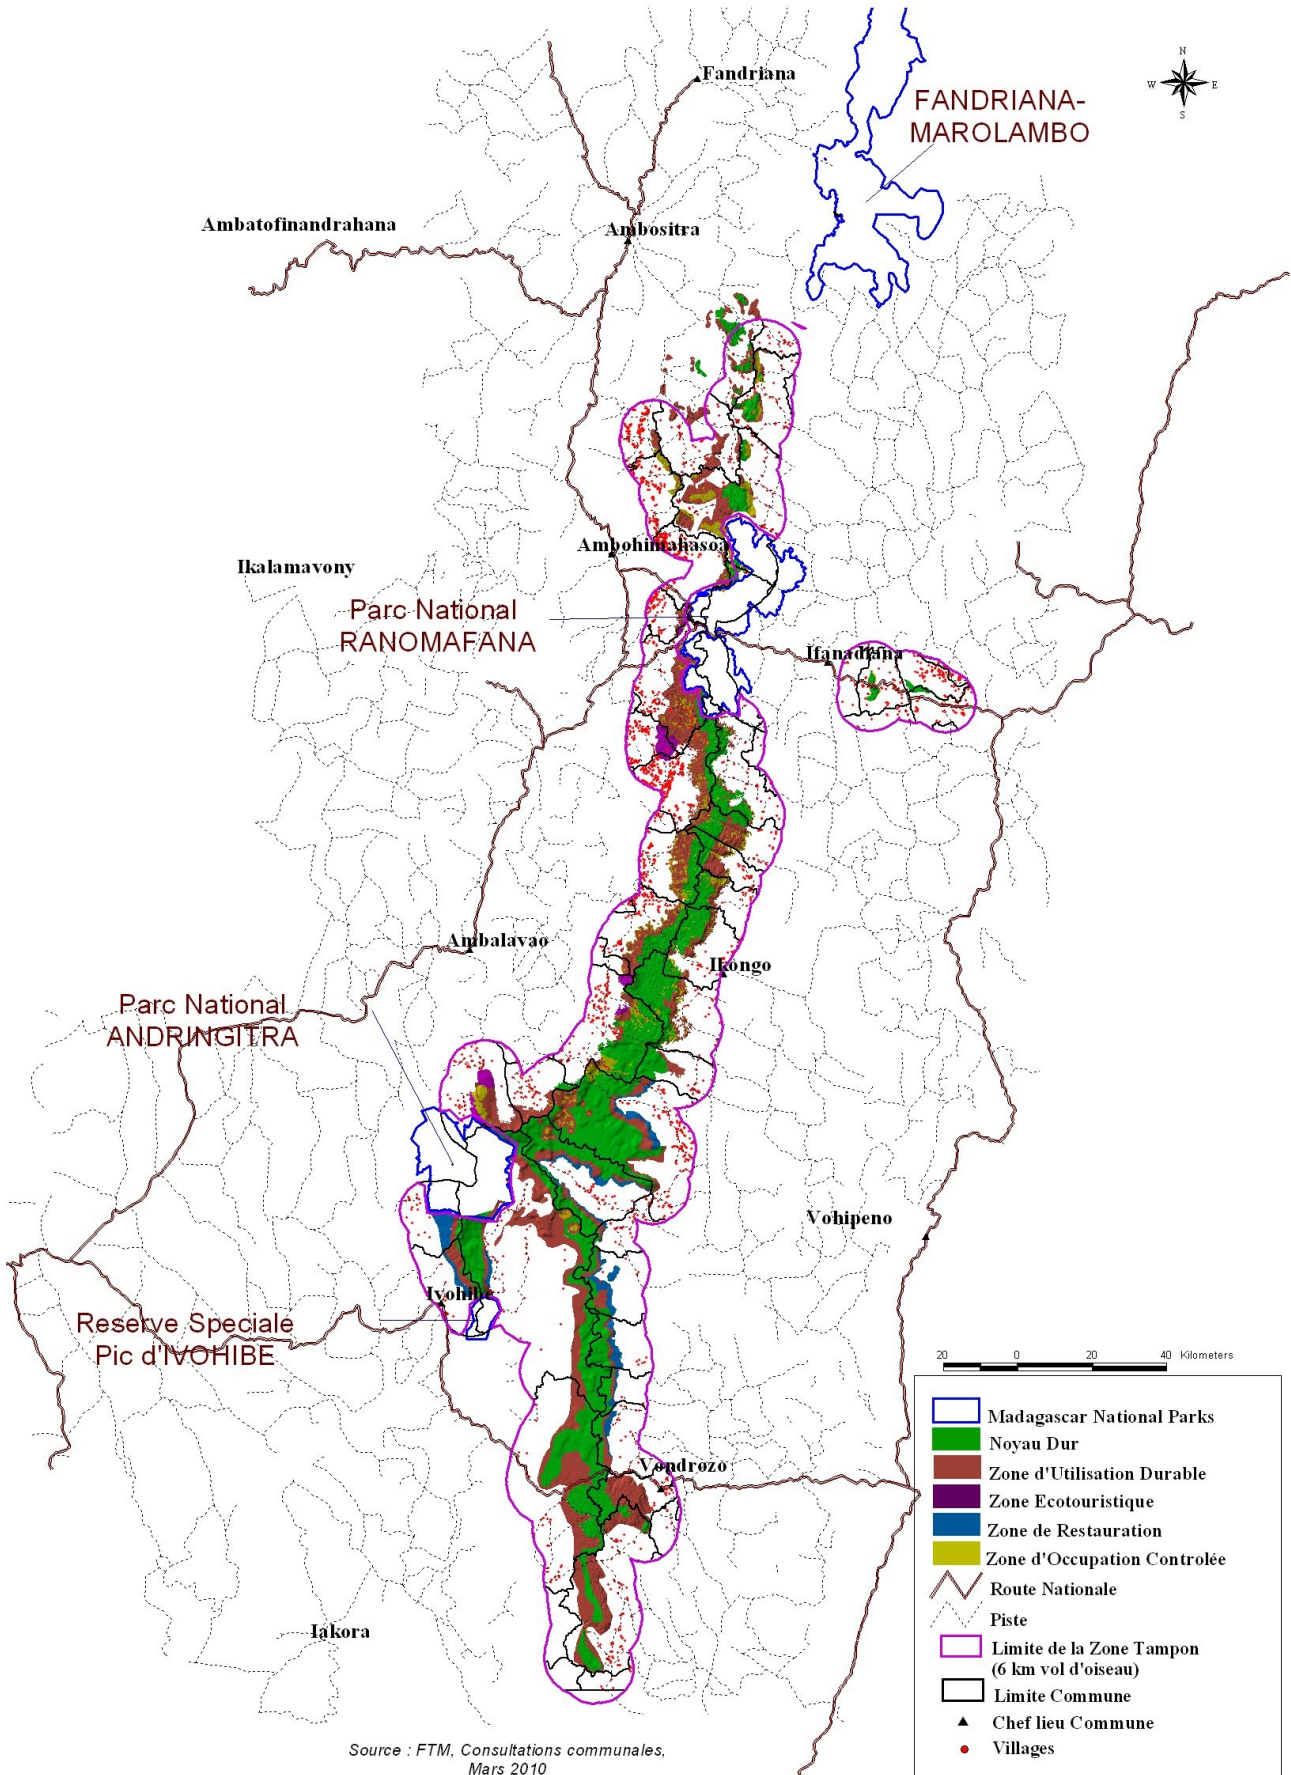 N
W
E
S
Fandriana
FANDRIANA-
MAROLAMBO
Ambatofinandrahana
Ambositra
Ambohimahasoa
Ikalamavony
Parc National
RANOMAFANA
Ifanadiana
Ambalavao
Ikongo
Parc National
ANDRINGITRA
Vohipeno
Ivohibe
Reserve Speciale
Pic d'IVOHIBE
Vondrozo
Iakora
20 0 20 40 Kilometers
Madagascar National Parks
Noyau Dur
Zone d'Utilisation Durable
Zone Ecotouristique
Zone de Restauration
Zone d'Occupation Controlée
Route Nationale
Piste
Limite de la Zone Tampon
(6 km vol d'oiseau)
Limite Commune
Chef lieu Commune
Villages
Source : FTM, Consultations communales,
Mars 2010